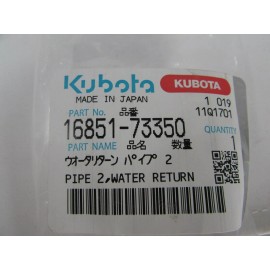 Kubota KUBOTA
MADE IN JAPAN 1 019
PART No. 品番 11Q1701
16851-73350 QUANTITY
PART NAME 品名 数量 1
ウオータリターン パイプ 2
PIPE 2,WATER RETURN